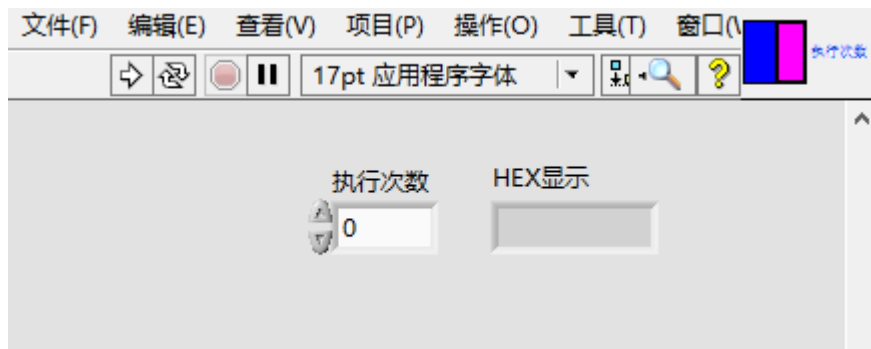 文件(F) 编辑(E) 查看(V) 项目(P) 操作(O) 工具(T) 窗口(V
执行次数
17pt 应用程序字体
执行次数 HEX显示
0